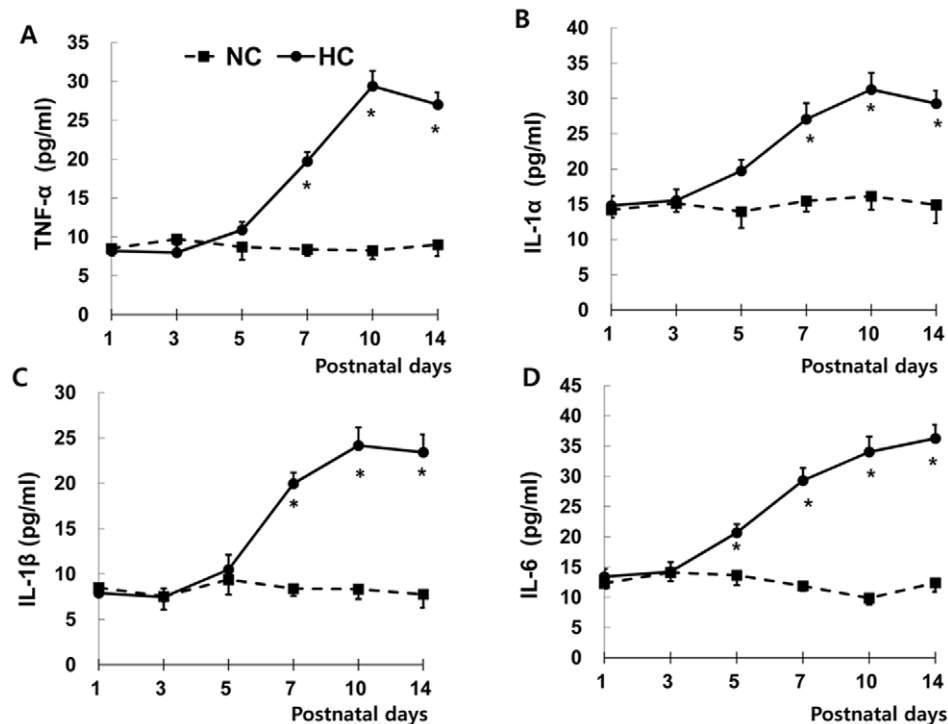 A
NC HC
TNF-α (pg/ml)
35
30
25
20
15
10
5
0
1 3 5 7 10 14
Postnatal days
* * *
B
IL-1α (pg/ml)
40
35
30
25
20
15
10
5
0
1 3 5 7 10 14
Postnatal days
* * *
C
IL-1β (pg/ml)
30
25
20
15
10
5
0
1 3 5 7 10 14
Postnatal days
* * *
D
IL-6 (pg/ml)
45
40
35
30
25
20
15
10
5
0
1 3 5 7 10 14
Postnatal days
* * * *